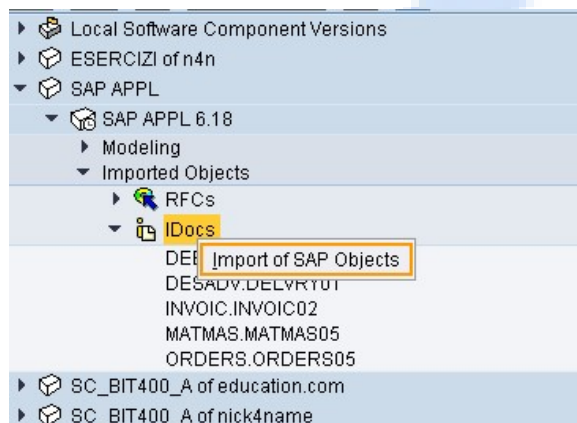 Local Software Component Versions
ESERCIZI of n4n
SAP APPL
SAP APPL 6.18
Modeling
Imported Objects
RFCs
IDocs
Import of SAP Objects
DESADV.DELVRY01
INVOIC.INVOIC02
MATMAS.MATMAS05
ORDERS.ORDERS05
SC_BIT400_A of education.com
SC_BIT400_A of nick4name